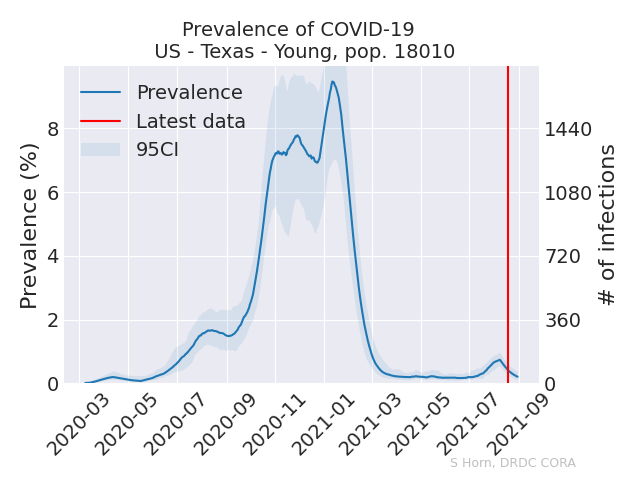 Prevalence of COVID-19
US - Texas - Young, pop. 18010
Prevalence
Latest data
95CI
Prevalence (%)
8
6
4
2
0
1440
1080
720
360
0
# of infections
2020-03
2020-05
2020-07
2020-09
2020-11
2021-01
2021-03
2021-05
2021-07
2021-09
S Horn, DRDC CORA